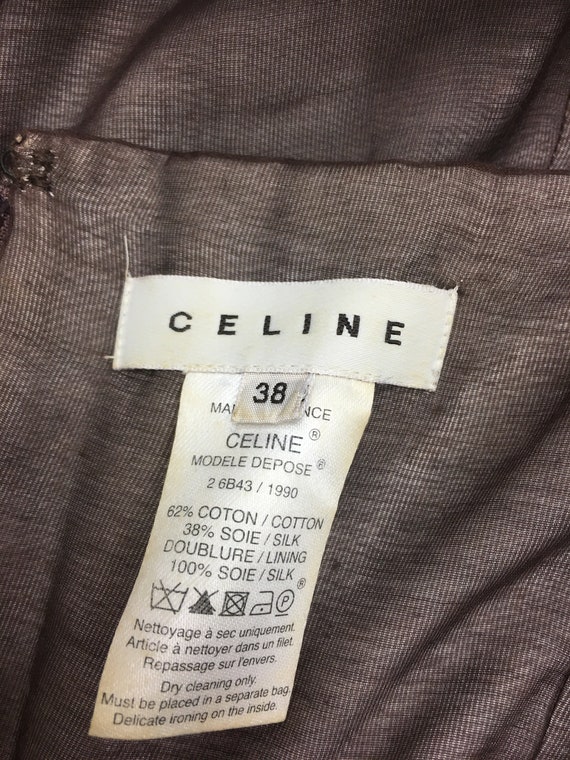 CELINE
38
CELINE®
MODELE DEPOSE®
2 6B43 / 1990
62% COTON / COTTON
38% SOIE / SILK
DOUBLURE / LINING
100% SOIE / SILK
®
P
Nettoyage à sec uniquement.
Article à nettoyer dans un filet.
Repassage sur l'envers.
Dry cleaning only.
Must be placed in a separate bag.
Delicate ironing on the inside.